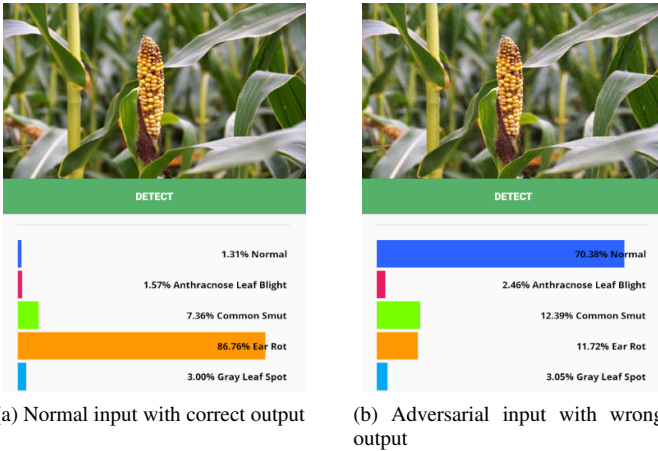 DETECT
1.31% Normal
1.57% Anthracnose Leaf Blight
7.36% Common Smut
86.76% Ear Rot
3.00% Gray Leaf Spot
a) Normal input with correct output
DETECT
70.38% Normal
2.46% Anthracnose Leaf Blight
12.39% Common Smut
11.72% Ear Rot
3.05% Gray Leaf Spot
(b) Adversarial input with wrong
output